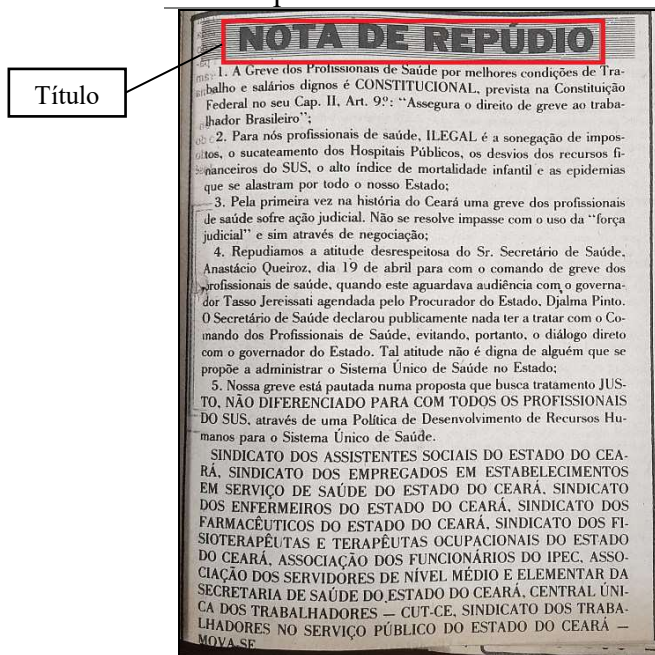 NOTA DE REPÚDIO
Título
1. A Greve dos Profissionais de Saúde por melhores condições de Tra-
balho e salários dignos é CONSTITUCIONAL, prevista na Constituição
Federal no seu Cap. II, Art. 9º: "Assegura o direito de greve ao traba-
lhador Brasileiro";
2. Para nós profissionais de saúde, ILEGAL é a sonegação de impos-
tos, o sucateamento dos Hospitais Públicos, os desvios dos recursos fi-
nanceiros do SUS, o alto índice de mortalidade infantil e as epidemias
que se alastram por todo o nosso Estado;
3. Pela primeira vez na história do Ceará uma greve dos profissionais
de saúde sofre ação judicial. Não se resolve impasse com o uso da "força
judicial" e sim através de negociação;
4. Repudiamos a atitude desrespeitosa do Sr. Secretário de Saúde,
Anastácio Queiroz, dia 19 de abril para com o comando de greve dos
profissionais de saúde, quando este aguardava audiência com o governa-
dor Tasso Jereissati agendada pelo Procurador do Estado, Djalma Pinto.
O Secretário de Saúde declarou publicamente nada ter a tratar com o Co-
mando dos Profissionais de Saúde, evitando, portanto, o diálogo direto
com o governador do Estado. Tal atitude não é digna de alguém que se
propõe a administrar o Sistema Único de Saúde no Estado;
5. Nossa greve está pautada numa proposta que busca tratamento JUS-
TO, NÃO DIFERENCIADO PARA COM TODOS OS PROFISSIONAIS
DO SUS, através de uma Política de Desenvolvimento de Recursos Hu-
manos para o Sistema Único de Saúde.
SINDICATO DOS ASSISTENTES SOCIAIS DO ESTADO DO CEA-
RÁ, SINDICATO DOS EMPREGADOS EM ESTABELECIMENTOS
EM SERVIÇO DE SAÚDE DO ESTADO DO CEARÁ, SINDICATO
DOS ENFERMEIROS DO ESTADO DO CEARÁ, SINDICATO DOS
FARMACÊUTICOS DO ESTADO DO CEARÁ, SINDICATO DOS FI-
SIOTERAPÊUTAS E TERAPÊUTAS OCUPACIONAIS DO ESTADO
DO CEARÁ, ASSOCIAÇÃO DOS FUNCIONÁRIOS DO IPEC, ASSO-
CIAÇÃO DOS SERVIDORES DE NÍVEL MÉDIO E ELEMENTAR DA
SECRETARIA DE SAÚDE DO ESTADO DO CEARÁ, CENTRAL ÚNI-
CA DOS TRABALHADORES — CUT-CE, SINDICATO DOS TRABA-
LHADORES NO SERVIÇO PÚBLICO DO ESTADO DO CEARÁ —
MOVA-SE